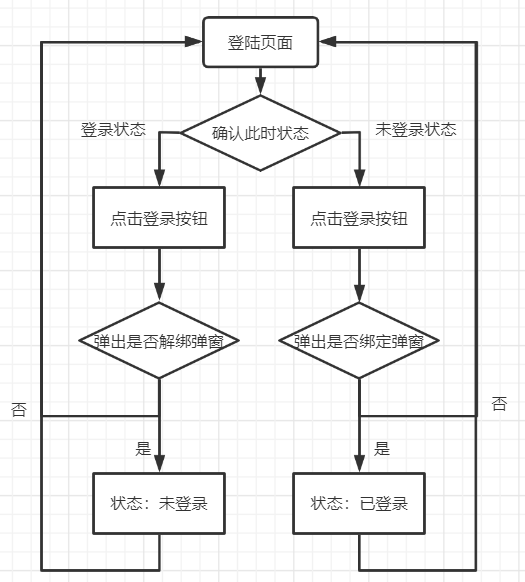 登陆页面
确认此时状态
登录状态
未登录状态
点击登录按钮
点击登录按钮
弹出是否解绑弹窗
弹出是否绑定弹窗
否
否
是
是
状态：未登录
状态：已登录